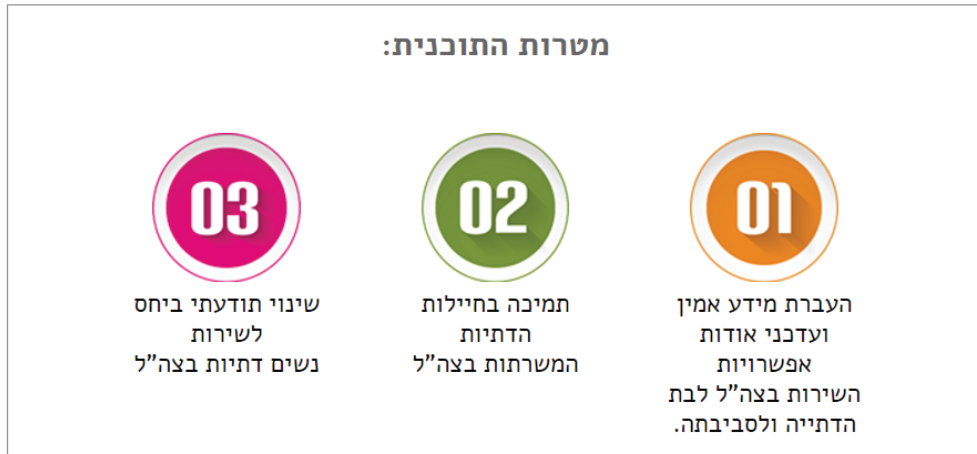 מטרות התוכנית:
01
העברת מידע אמין
ועדכני אודות
אפשרויות
השירות בצה"ל לבת
הדתייה ולסביבתה.
02
תמיכה בחיילות
הדתיות
המשרתות בצה"ל
03
שינוי תודעתי ביחס
לשירות
נשים דתיות בצה"ל